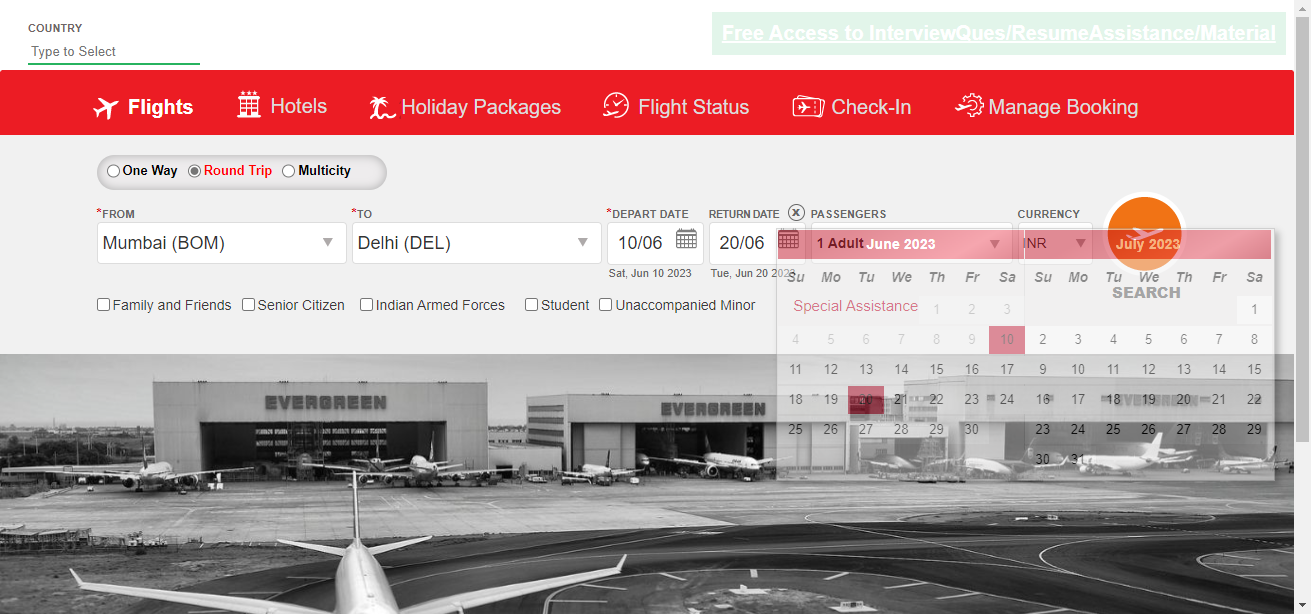 COUNTRY
Type to Select
Free Access to InterviewQues/ResumeAssistance/Material
Flights
Hotels
Holiday Packages
Flight Status
Check-In
Manage Booking
One Way Round Trip Multicity
*FROM
Mumbai (BOM)
*TO
Delhi (DEL)
*DEPART DATE
10/06
Sat, Jun 10 2023
RETURN DATE
20/06
Tue, Jun 20 2023
PASSENGERS
1 Adult
CURRENCY
INR
SEARCH
Family and Friends Senior Citizen Indian Armed Forces Student Unaccompanied Minor
Special Assistance
June 2023
Su Mo Tu We Th Fr Sa
1 2 3
4 5 6 7 8 9 10
11 12 13 14 15 16 17
18 19 20 21 22 23 24
25 26 27 28 29 30
July 2023
Su Mo Tu We Th Fr Sa
1
2 3 4 5 6 7 8
9 10 11 12 13 14 15
16 17 18 19 20 21 22
23 24 25 26 27 28 29
30 31
EVERGREEN
EVERGREEN
EVERGREEN